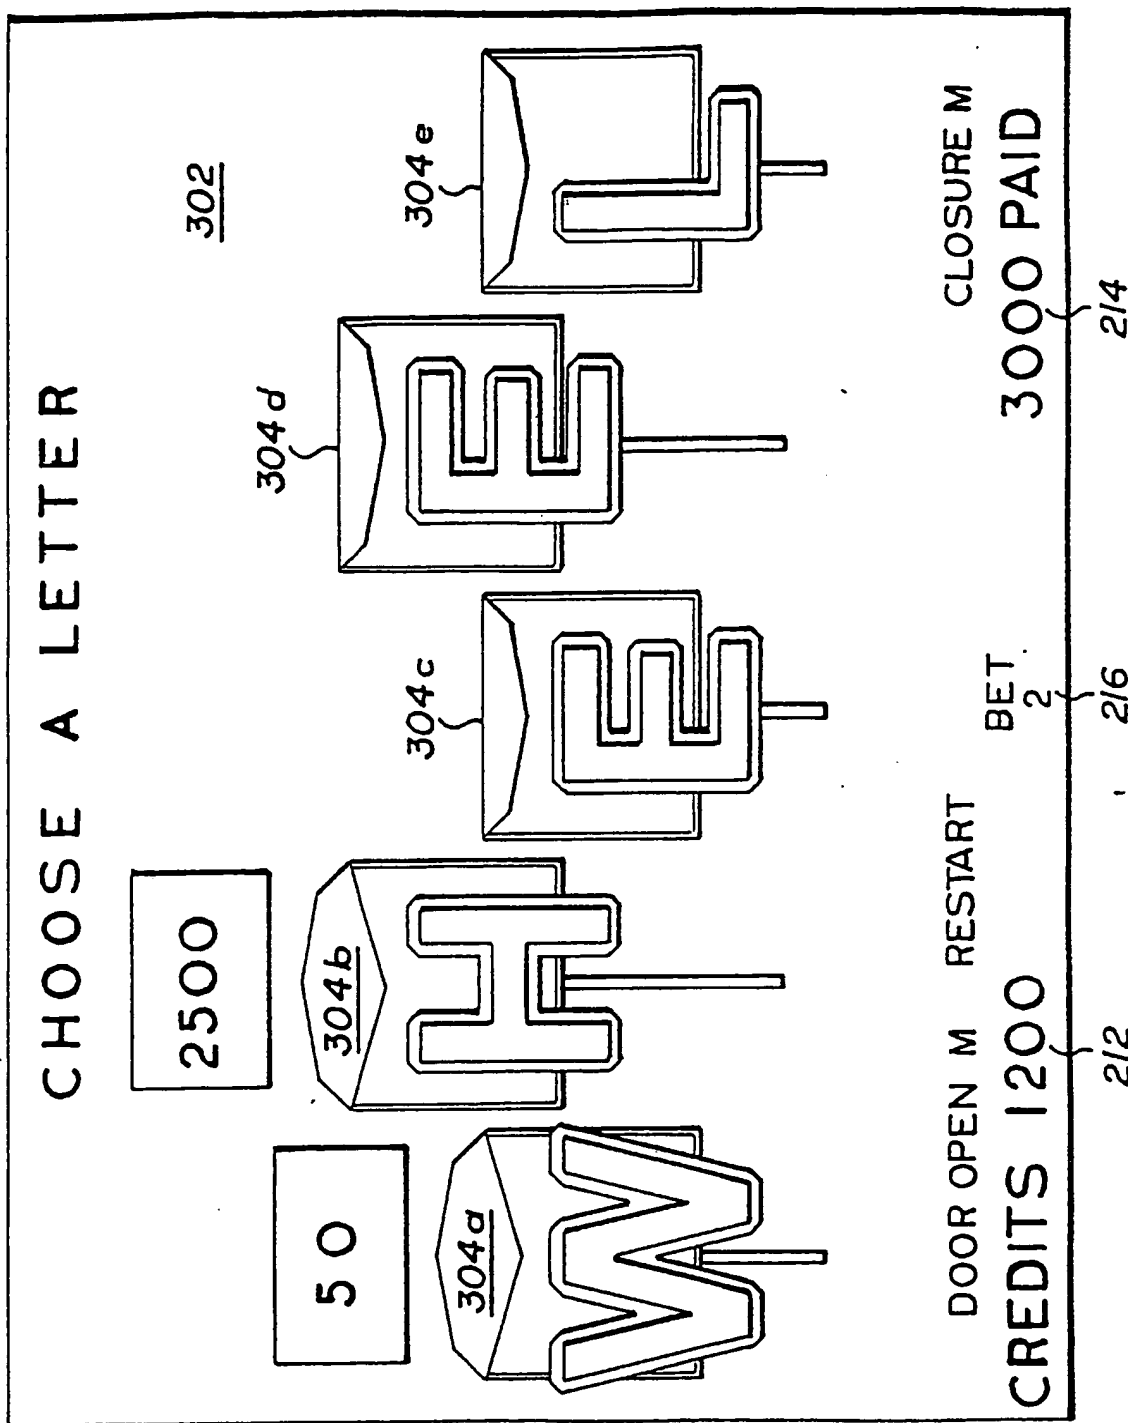 CHOOSE A LETTER
302
2500
50
304d
304e
304b
304c
304a
H
E
W
E
L
DOOR OPEN M RESTART
CLOSURE M
BET
2
CREDITS 1200
3000 PAID
212
216
214